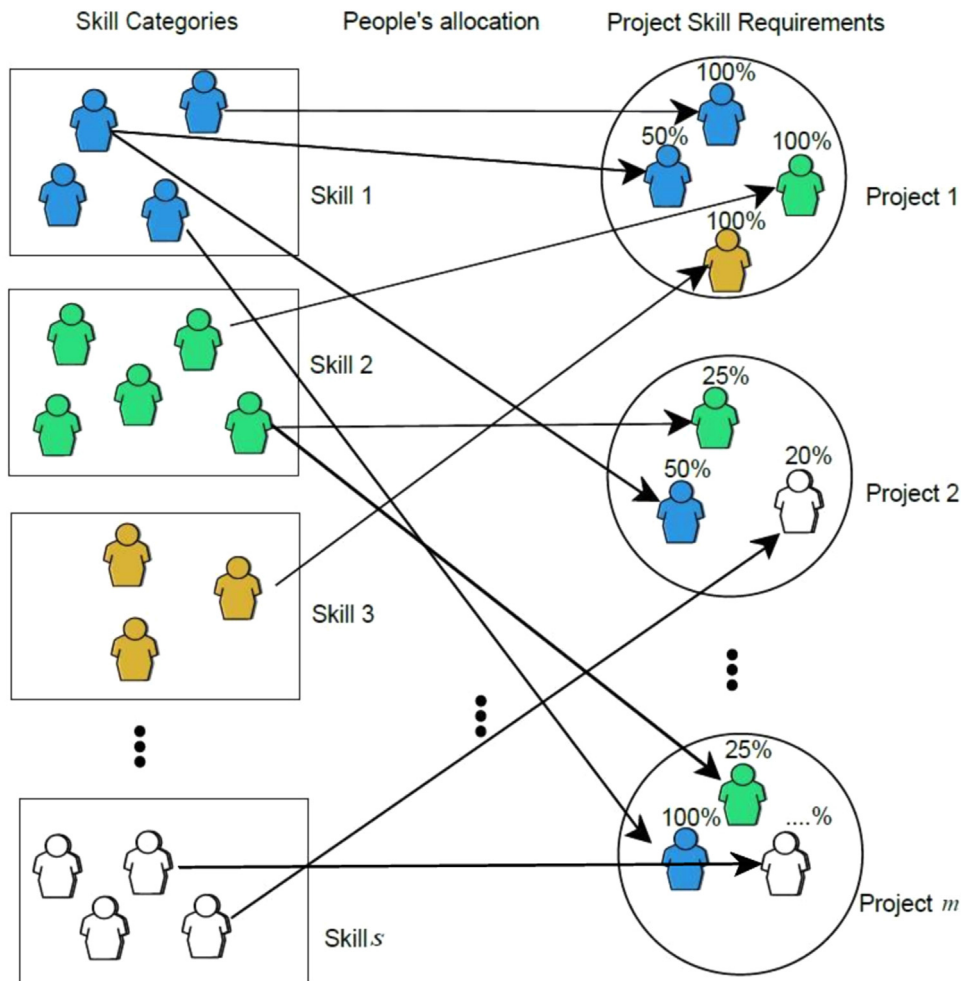 Skill Categories
People's allocation
Project Skill Requirements
100%
50%
100%
Skill 1
Project 1
100%
Skill 2
25%
50%
20%
Project 2
Skill 3
25%
100%
....%
Project m
Skill s